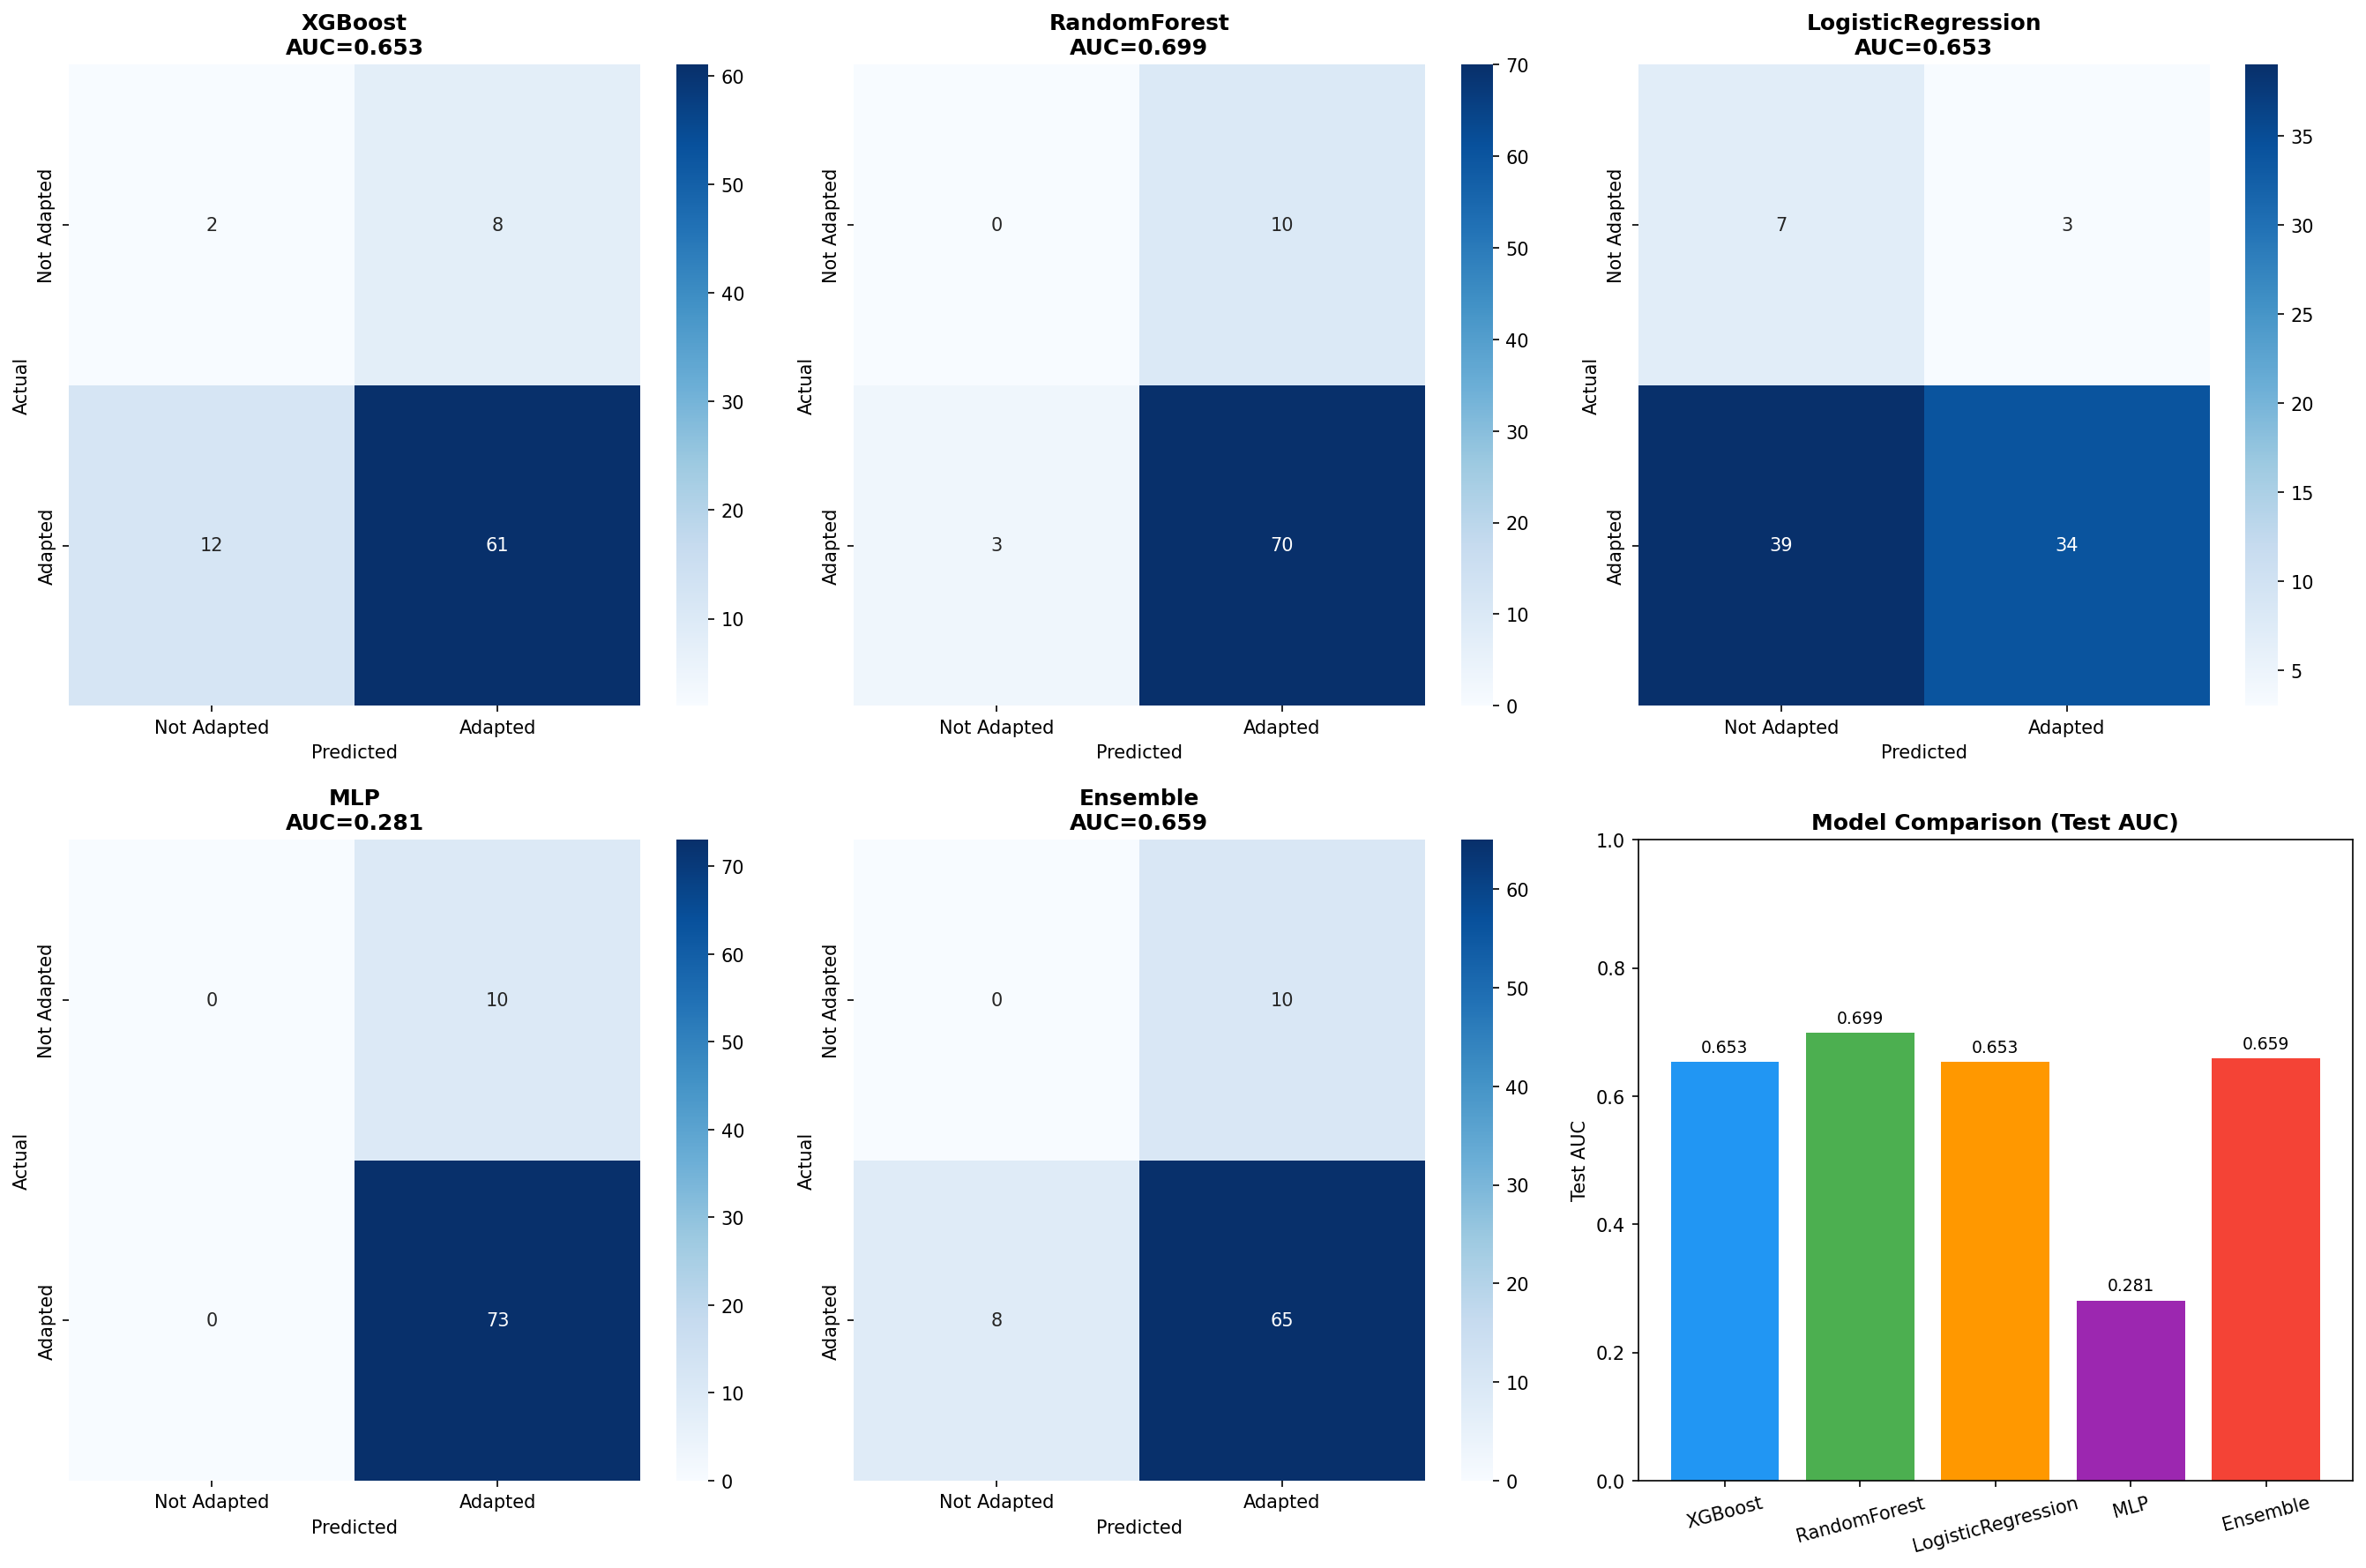 XGBoost
AUC=0.653
Not Adapted
Adapted
Actual
2
8
12
61
Not Adapted
Adapted
Predicted
60
50
40
30
20
10
RandomForest
AUC=0.699
Not Adapted
Adapted
Actual
0
10
3
70
Not Adapted
Adapted
Predicted
70
60
50
40
30
20
10
0
LogisticRegression
AUC=0.653
Not Adapted
Adapted
Actual
7
3
39
34
Not Adapted
Adapted
Predicted
35
30
25
20
15
10
5
MLP
AUC=0.281
Not Adapted
Adapted
Actual
0
10
0
73
Not Adapted
Adapted
Predicted
70
60
50
40
30
20
10
0
Ensemble
AUC=0.659
Not Adapted
Adapted
Actual
0
10
8
65
Not Adapted
Adapted
Predicted
60
50
40
30
20
10
0
Model Comparison (Test AUC)
Test AUC
1.0
0.8
0.6
0.4
0.2
0.0
0.653
0.699
0.653
0.281
0.659
XGBoost
RandomForest
LogisticRegression
MLP
Ensemble